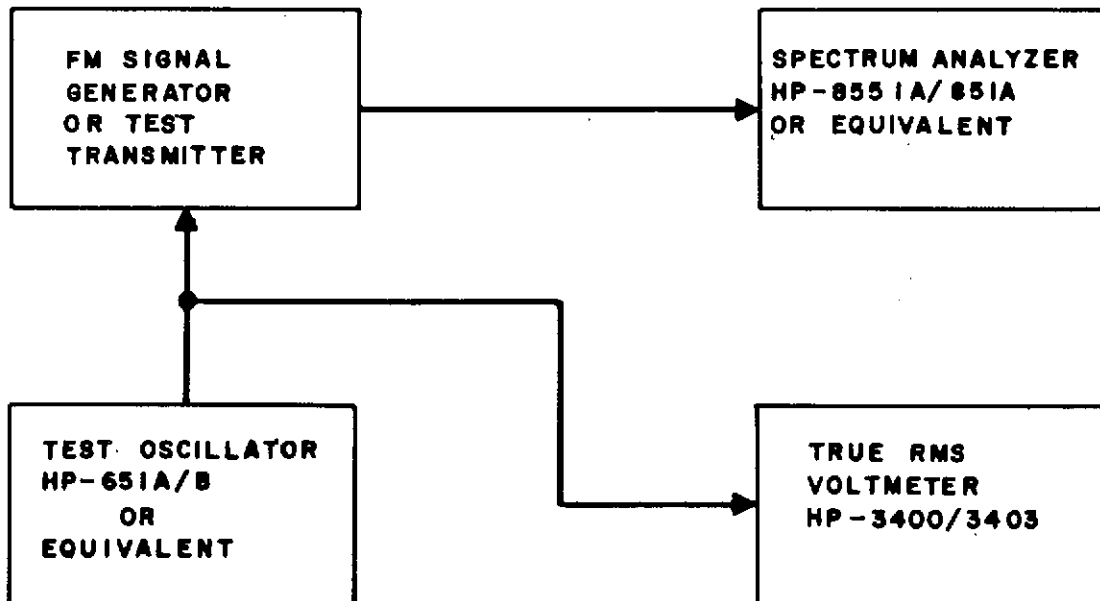 FM SIGNAL
GENERATOR
OR TEST
TRANSMITTER
SPECTRUM ANALYZER
HP-8551A/851A
OR EQUIVALENT
TEST OSCILLATOR
HP-651A/B
OR
EQUIVALENT
TRUE RMS
VOLTMETER
HP-3400/3403